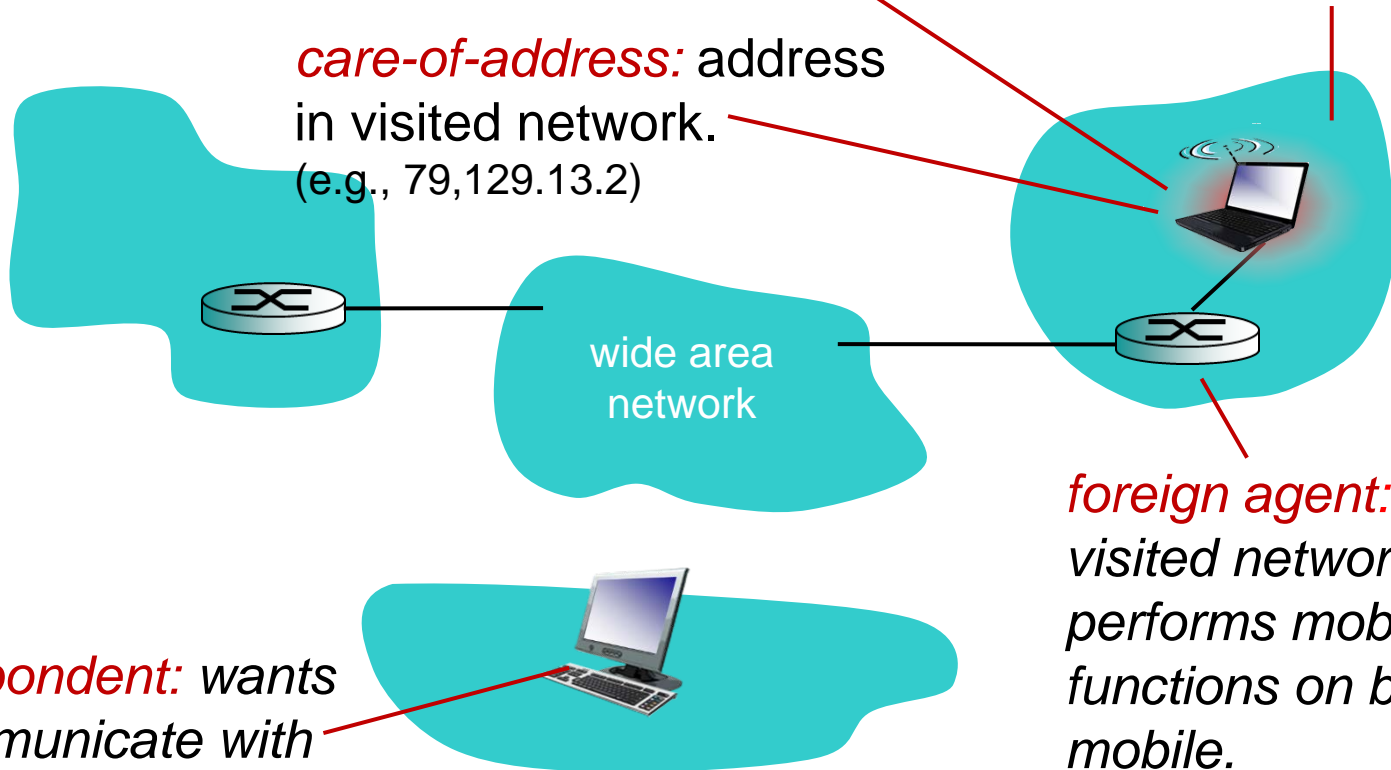 care-of-address: address
in visited network.
(e.g., 79,129.13.2)
wide area
network
foreign agent:
visited networ
performs mob
functions on b
mobile.
pondent: wants
municate with